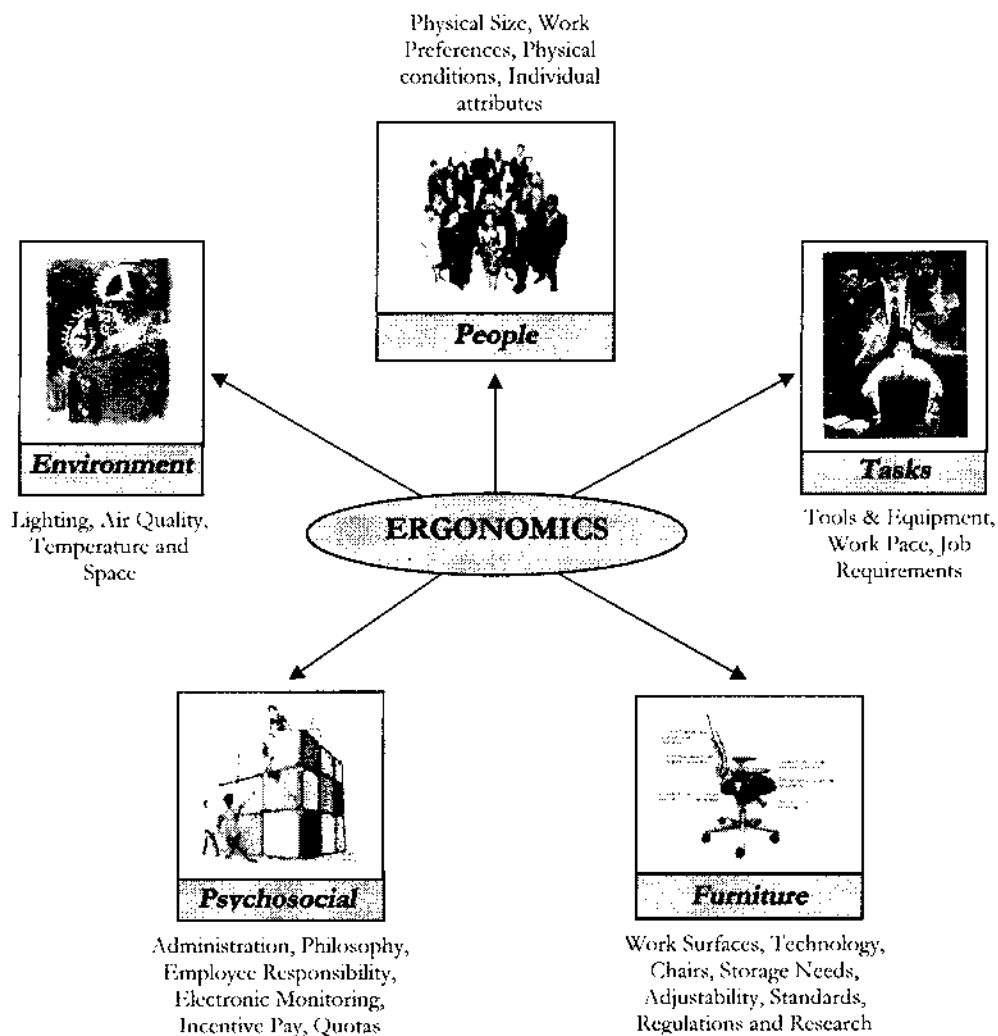 Physical Size, Work
Preferences, Physical
conditions, Individual
attributes
People
Environment
Lighting, Air Quality,
Temperature and
Space
Tasks
Tools & Equipment,
Work Pace, Job
Requirements
ERGONOMICS
Psychosocial
Administration, Philosophy,
Employee Responsibility,
Electronic Monitoring,
Incentive Pay, Quotas
Furniture
Work Surfaces, Technology,
Chairs, Storage Needs,
Adjustability, Standards,
Regulations and Research